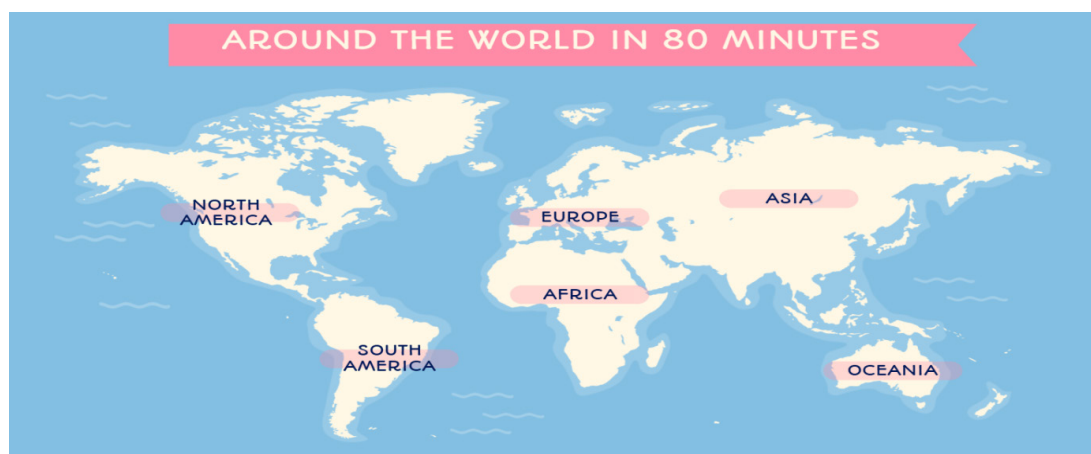 AROUND THE WORLD IN 80 MINUTES
NORTH
AMERICA
EUROPE
ASIA
AFRICA
SOUTH
AMERICA
OCEANIA